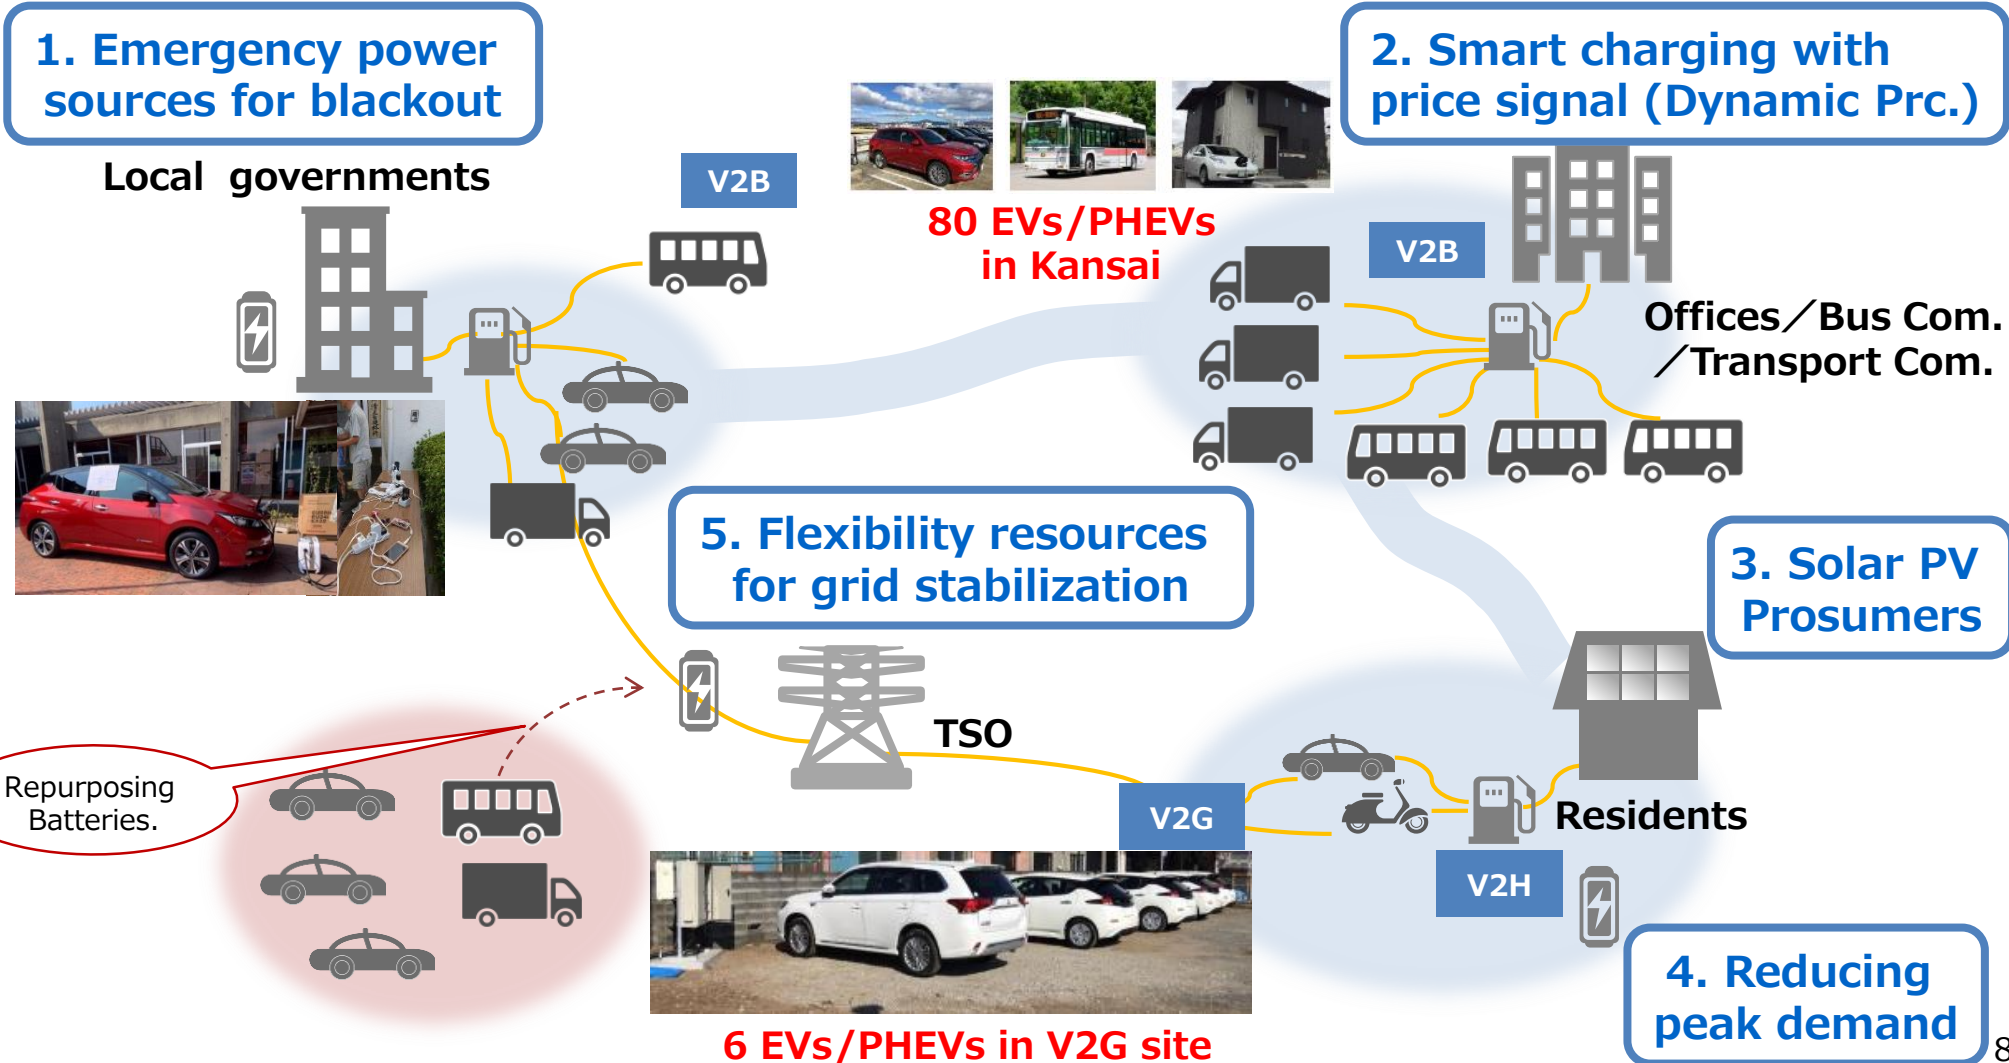 1. Emergency power
sources for blackout
Local governments
V2B
80 EVs/PHEVs
in Kansai
2. Smart charging with
price signal (Dynamic Prc.)
V2B
Offices／Bus Com.
／Transport Com.
5. Flexibility resources
for grid stabilization
3. Solar PV
Prosumers
TSO
Repurposing
Batteries.
V2G
Residents
V2H
4. Reducing
peak demand
6 EVs/PHEVs in V2G site
8